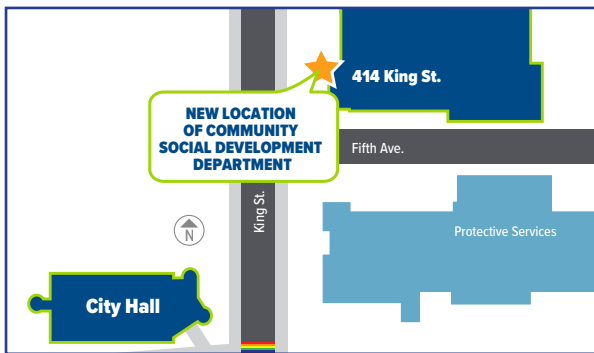 414 King St.
NEW LOCATION
OF COMMUNITY
SOCIAL DEVELOPMENT
DEPARTMENT
Fifth Ave.
King St.
Protective Services
N
City Hall